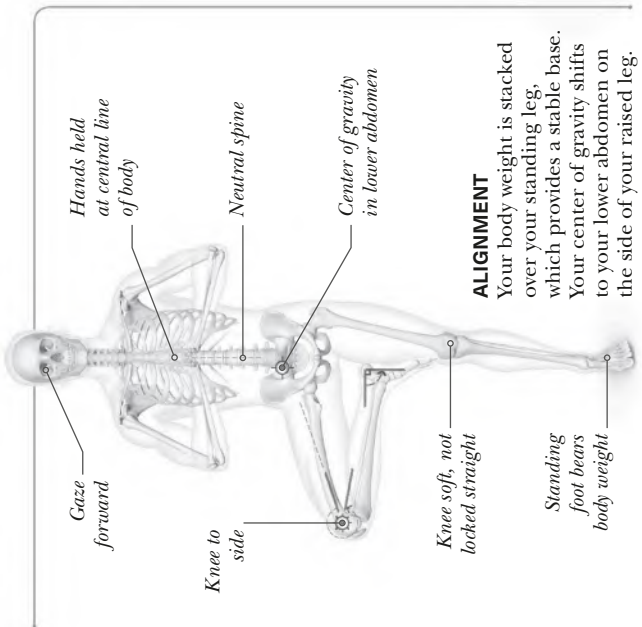 Gaze
forward
Hands held
at central line
of body
Neutral spine
Knee to
side
Center of gravity
in lower abdomen
Knee soft, not
locked straight
Standing
foot bears
body weight
ALIGNMENT
Your body weight is stacked
over your standing leg,
which provides a stable base.
Your center of gravity shifts
to your lower abdomen on
the side of your raised leg.